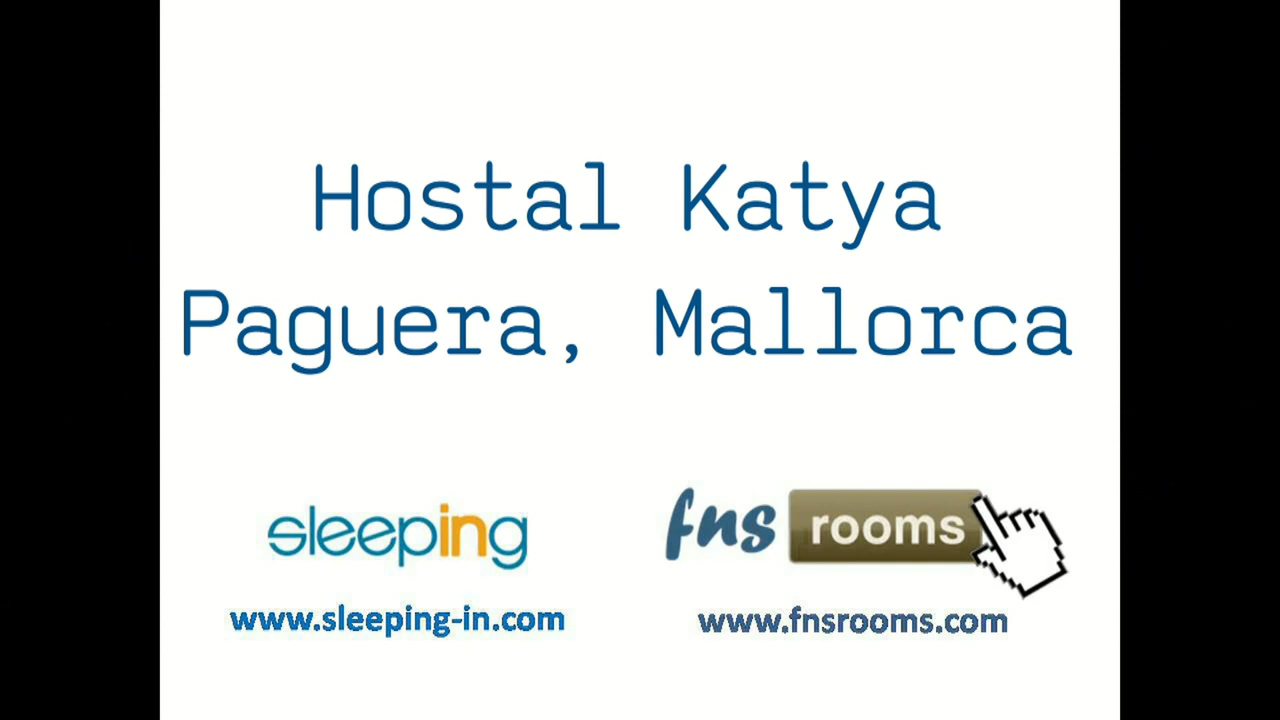 Hostal Katya
Paguera, Mallorca
sleeping
fns rooms
www.sleeping-in.com
www.fnsrooms.com